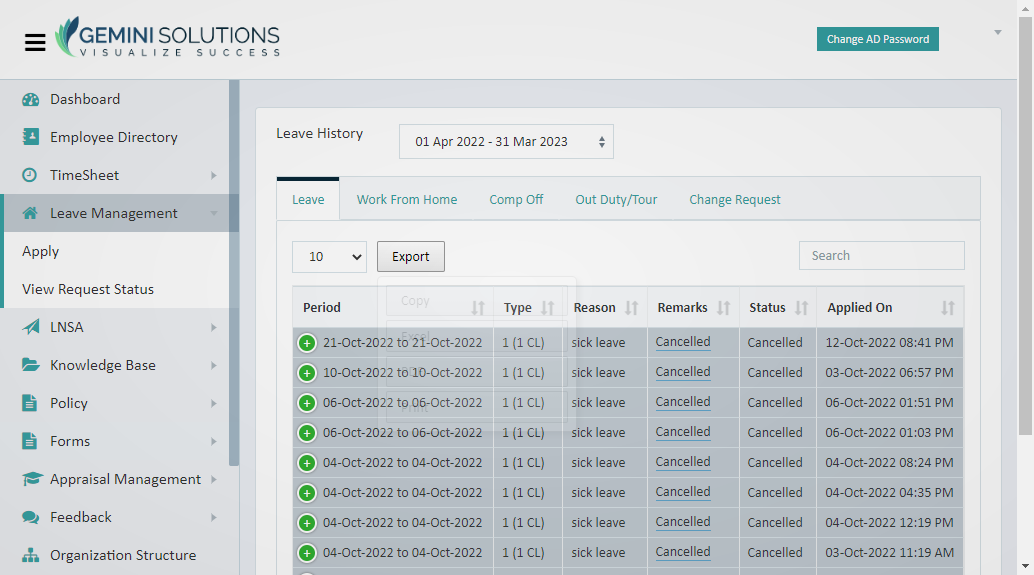 GEMINI SOLUTIONS
VISUALIZE SUCCESS
Change AD Password
Dashboard
Employee Directory
TimeSheet
Leave Management
Apply
View Request Status
LNSA
Knowledge Base
Policy
Forms
Appraisal Management
Feedback
Organization Structure
Leave History
01 Apr 2022 - 31 Mar 2023
Leave Work From Home Comp Off Out Duty/Tour Change Request
10 Export Search
Copy
Excel
Print
Period Type Reason Remarks Status Applied On
21-Oct-2022 to 21-Oct-2022 1 (1 CL) sick leave Cancelled Cancelled 12-Oct-2022 08:41 PM
10-Oct-2022 to 10-Oct-2022 1 (1 CL) sick leave Cancelled Cancelled 03-Oct-2022 06:57 PM
06-Oct-2022 to 06-Oct-2022 1 (1 CL) sick leave Cancelled Cancelled 06-Oct-2022 01:51 PM
06-Oct-2022 to 06-Oct-2022 1 (1 CL) sick leave Cancelled Cancelled 06-Oct-2022 01:03 PM
04-Oct-2022 to 04-Oct-2022 1 (1 CL) sick leave Cancelled Cancelled 04-Oct-2022 08:24 PM
04-Oct-2022 to 04-Oct-2022 1 (1 CL) sick leave Cancelled Cancelled 04-Oct-2022 04:35 PM
04-Oct-2022 to 04-Oct-2022 1 (1 CL) sick leave Cancelled Cancelled 04-Oct-2022 12:19 PM
04-Oct-2022 to 04-Oct-2022 1 (1 CL) sick leave Cancelled Cancelled 03-Oct-2022 11:19 AM